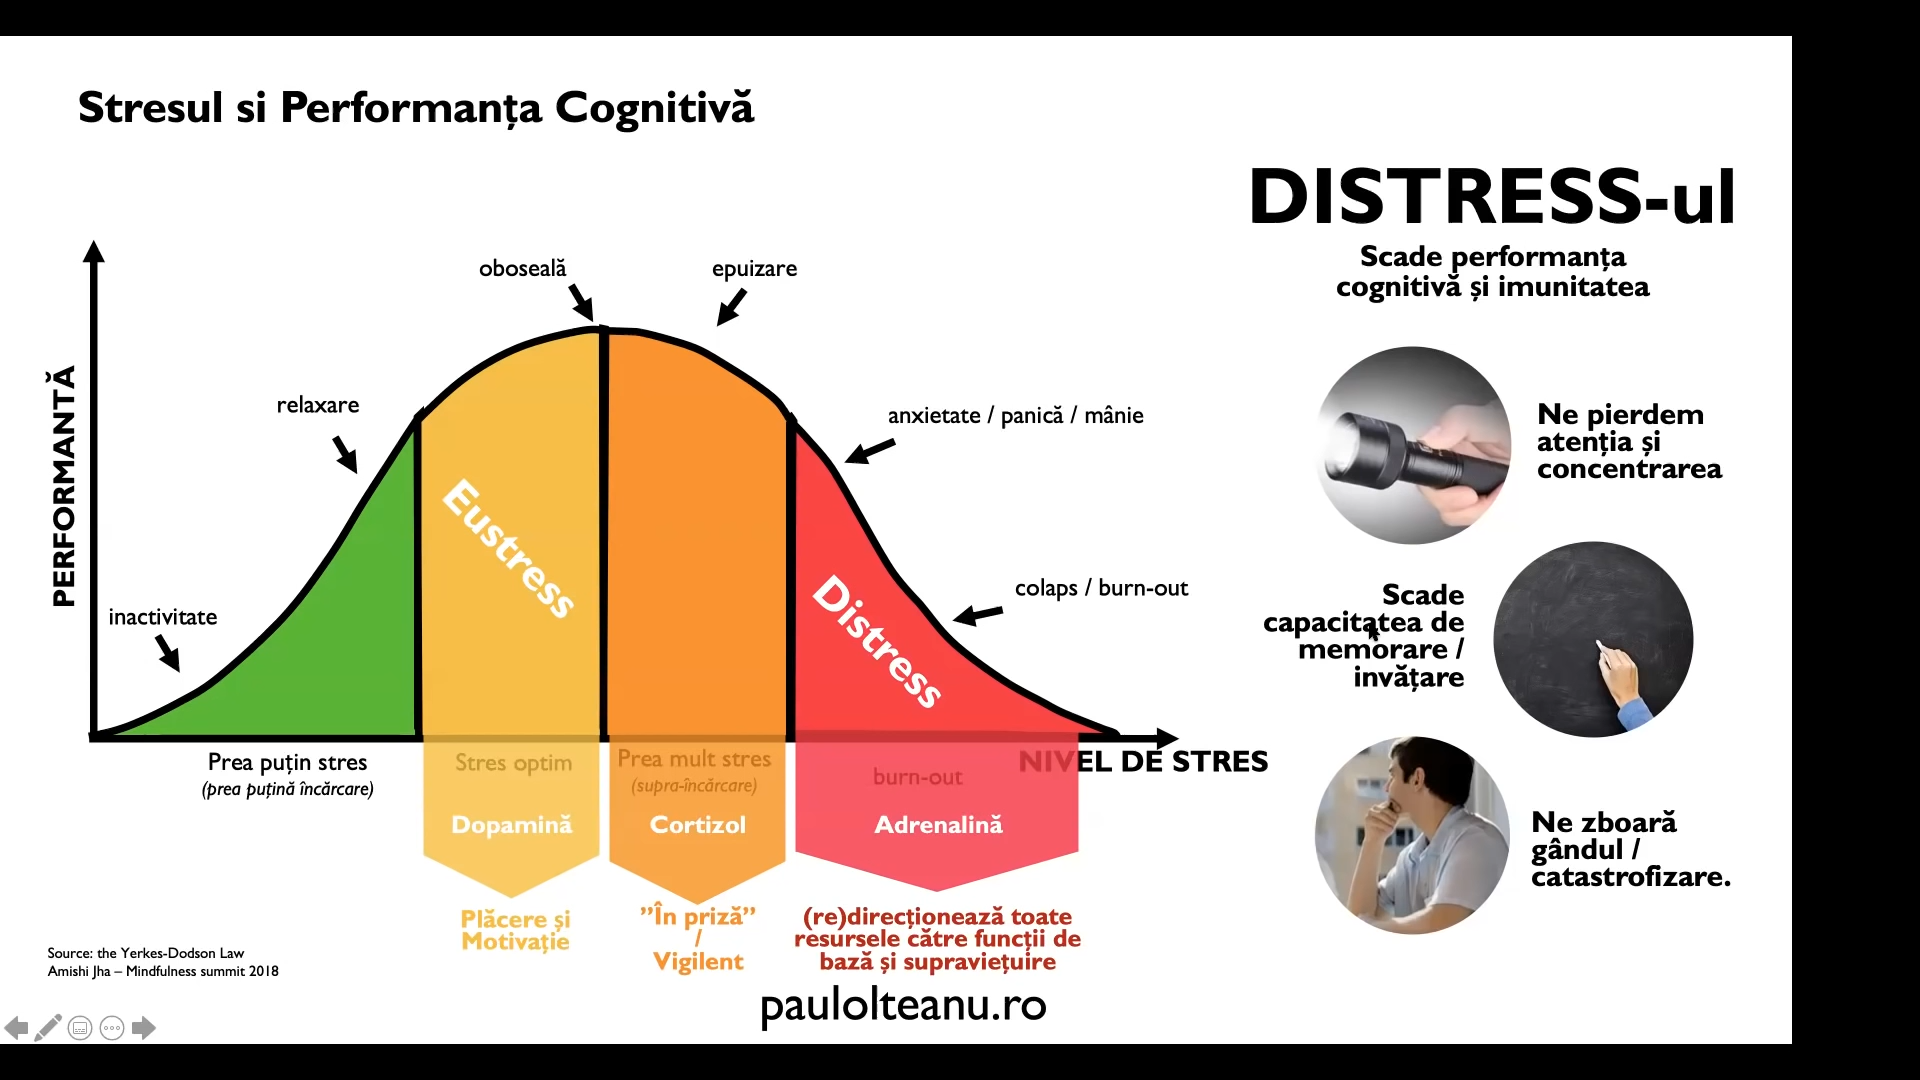 Stresul si Performanța Cognitivă
DISTRESS-ul
Scade performanța
cognitivă și imunitatea
oboseală
epuizare
relaxare
anxietate / panică / mânie
inactivitate
colaps / burn-out
PERFORMANTĂ
Eustress
Distress
Ne pierdem
atenția și
concentrarea
Scade
capacitatea de
memorare /
invățare
Ne zboară
gândul /
catastrofizare.
NIVEL DE STRES
Prea puțin stres
(prea puțină încărcare)
Stres optim
Prea mult stres
(supra-încărcare)
burn-out
Dopamină
Cortizol
Adrenalină
Plăcere și
Motivație
”În priză”
/
Vigilent
(re)direcționează toate
resursele către funcții de
bază și supraviețuire
Source: the Yerkes-Dodson Law
Amishi Jha – Mindfulness summit 2018
paulolteanu.ro